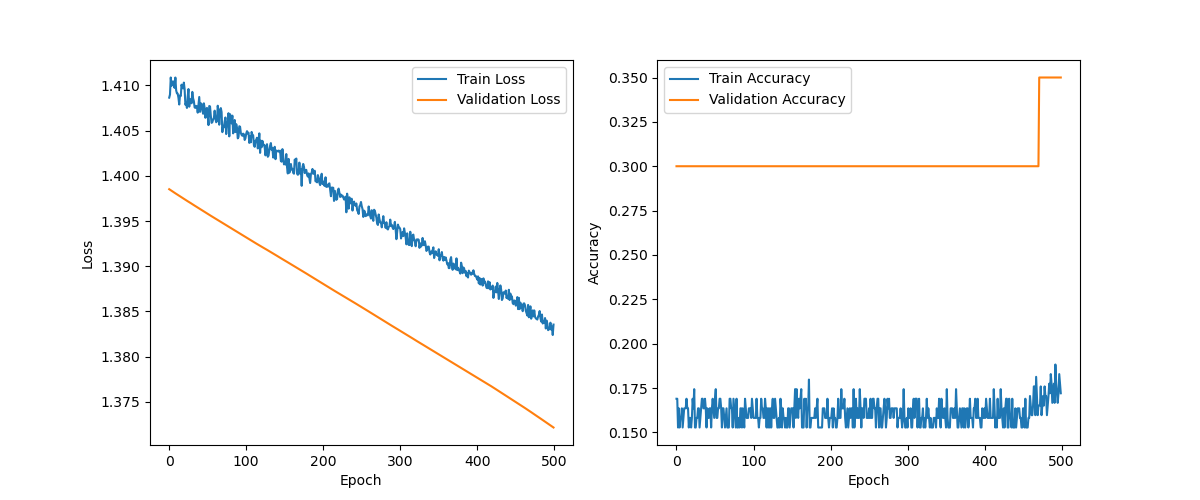 Train Loss
Validation Loss
1.410
1.405
1.400
1.395
1.390
1.385
1.380
1.375
Loss
0 100 200 300 400 500
Epoch
Train Accuracy
Validation Accuracy
0.350
0.325
0.300
0.275
0.250
0.225
0.200
0.175
0.150
Accuracy
0 100 200 300 400 500
Epoch